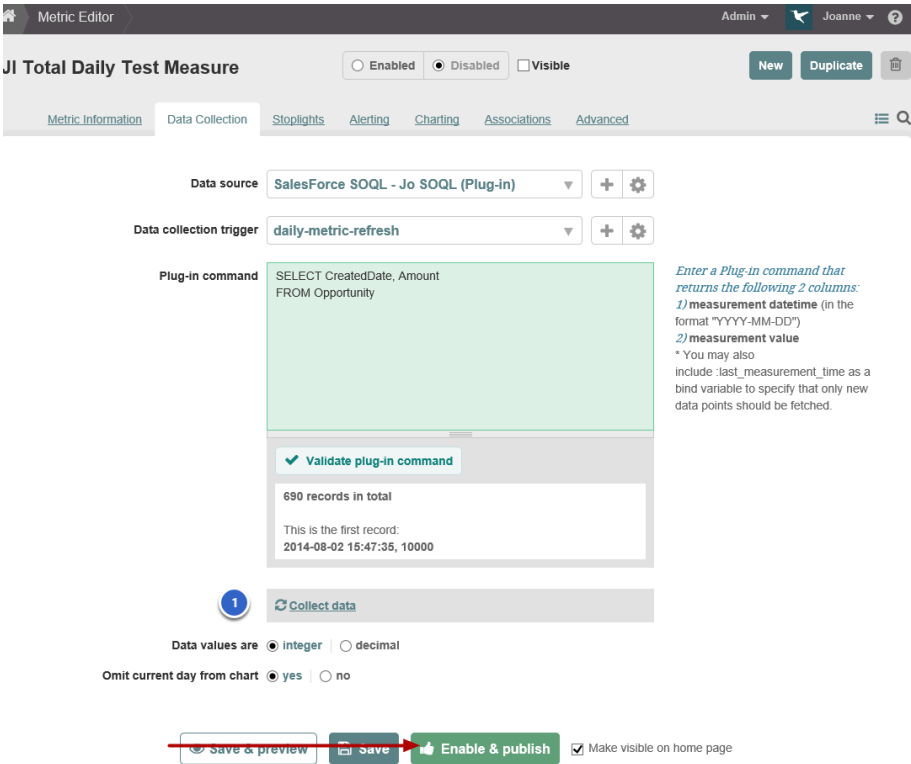 Metric Editor
Admin
Joanne
?
JI Total Daily Test Measure
Enabled
Disabled
Visible
New
Duplicate
Metric Information
Data Collection
Stoplights
Alerting
Charting
Associations
Advanced
Data source
SalesForce SOQL - Jo SOQL (Plug-in)
Data collection trigger
daily-metric-refresh
Plug-in command
SELECT CreatedDate, Amount
FROM Opportunity
Enter a Plug-in command that
returns the following 2 columns:
1) measurement datetime (in the
format "YYYY-MM-DD")
2) measurement value
* You may also
include :last_measurement_time as a
bind variable to specify that only new
data points should be fetched.
Validate plug-in command
690 records in total
This is the first record:
2014-08-02 15:47:35, 10000
1
Collect data
Data values are
integer
decimal
Omit current day from chart
yes
no
Save & preview
Save
Enable & publish
Make visible on home page